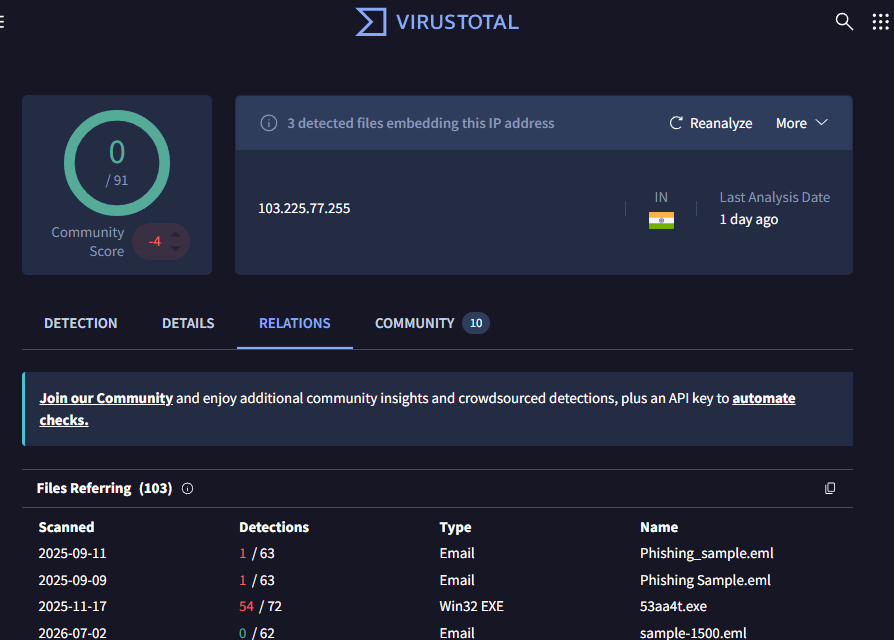 VIRUSTOTAL
0
/ 91
Community
Score
-4
3 detected files embedding this IP address
Reanalyze
More
103.225.77.255
IN
Last Analysis Date
1 day ago
DETECTION
DETAILS
RELATIONS
COMMUNITY 10
Join our Community and enjoy additional community insights and crowdsourced detections, plus an API key to automate
checks.
Files Referring (103)
Scanned Detections Type Name
2025-09-11 1 / 63 Email Phishing_sample.eml
2025-09-09 1 / 63 Email Phishing Sample.eml
2025-11-17 54 / 72 Win32 EXE 53aa4t.exe
2026-07-02 0 / 62 Email sample-1500.eml